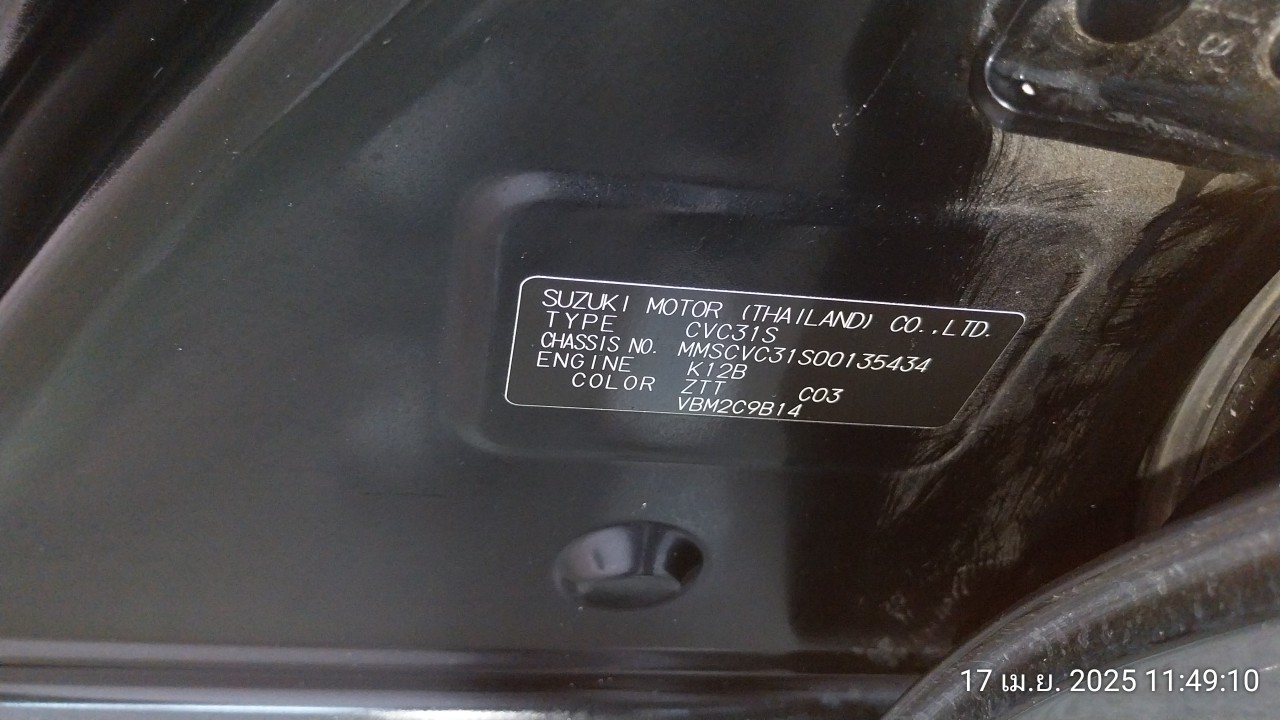 SUZUKI MOTOR (THAILAND) CO.,LTD.
TYPE CVC31S
CHASSIS NO. MMSCVC31S00135434
ENGINE K12B
COLOR ZTT C03
VBM2C9B14
8
17 เม.ย. 2025 11:49:10